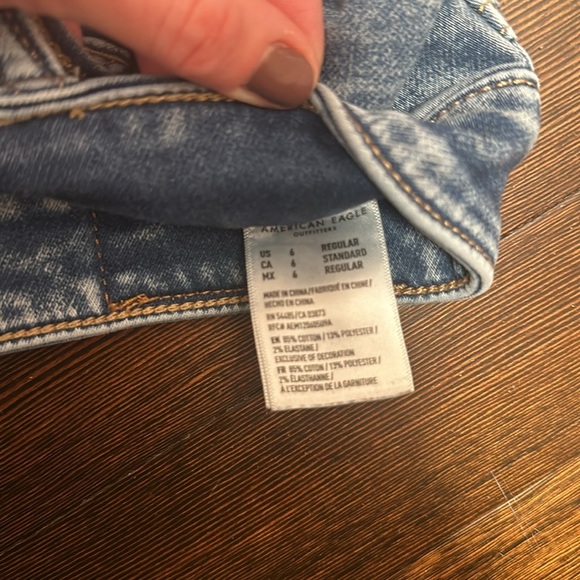 AMERICAN EAGLE
OUTFITTERS
US 6 REGULAR
CA 6 STANDARD
MX 6 REGULAR
MADE IN CHINA/FABRIQUÉ EN CHINE/
HECHO EN CHINA
RN 54485/CA 03873
EN: 85% COTTON / 13% POLYESTER /
2% ELASTANE/
EXCLUSIVE OF DECORATION
FR: 85% COTON / 13% POLYESTER /
2% ÉLASTHANNE /
À L'EXCEPTION DE LA GARNITURE